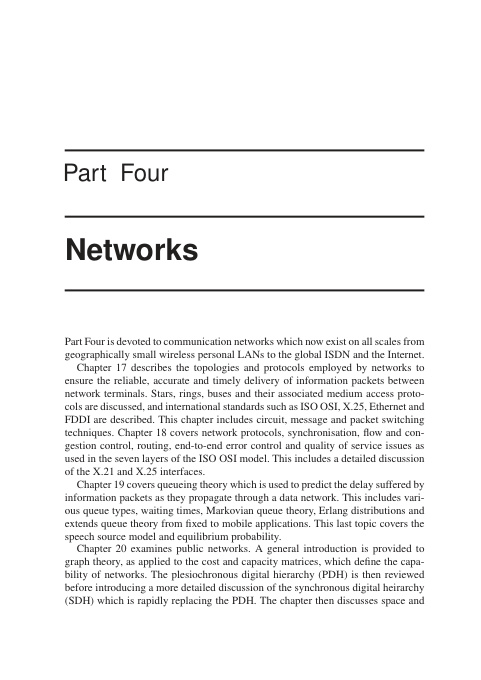 Part Four
Networks
Part Four is devoted to communication networks which now exist on all scales from
geographically small wireless personal LANs to the global ISDN and the Internet.
Chapter 17 describes the topologies and protocols employed by networks to
ensure the reliable, accurate and timely delivery of information packets between
network terminals. Stars, rings, buses and their associated medium access proto-
cols are discussed, and international standards such as ISO OSI, X.25, Ethernet and
FDDI are described. This chapter includes circuit, message and packet switching
techniques. Chapter 18 covers network protocols, synchronisation, flow and con-
gestion control, routing, end-to-end error control and quality of service issues as
used in the seven layers of the ISO OSI model. This includes a detailed discussion
of the X.21 and X.25 interfaces.
Chapter 19 covers queueing theory which is used to predict the delay suffered by
information packets as they propagate through a data network. This includes vari-
ous queue types, waiting times, Markovian queue theory, Erlang distributions and
extends queue theory from fixed to mobile applications. This last topic covers the
speech source model and equilibrium probability.
Chapter 20 examines public networks. A general introduction is provided to
graph theory, as applied to the cost and capacity matrices, which define the capa-
bility of networks. The plesiochronous digital hierarchy (PDH) is then reviewed
before introducing a more detailed discussion of the synchronous digital heirarchy
(SDH) which is rapidly replacing the PDH. The chapter then discusses space and